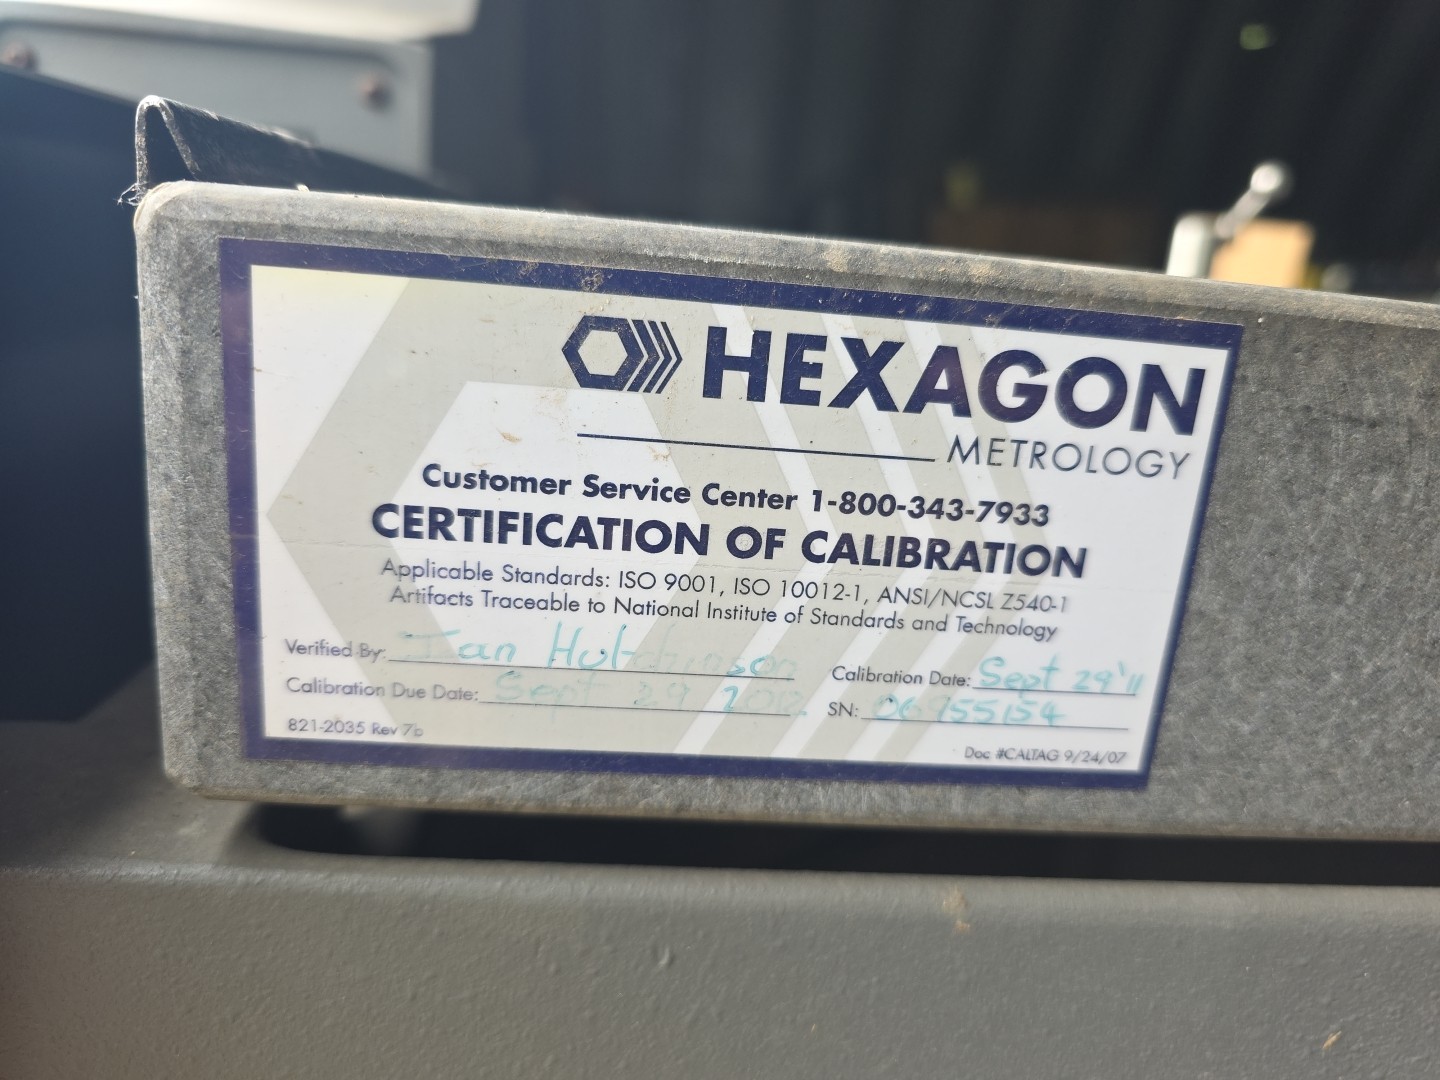 HEXAGON
METROLOGY
Customer Service Center 1-800-343-7933
CERTIFICATION OF CALIBRATION
Applicable Standards: ISO 9001, ISO 10012-1, ANSI/NCSL Z540-1
Artifacts Traceable to National Institute of Standards and Technology
Verified By: Ian Hutchinson Calibration Date: Sept 29'11
Calibration Due Date: Sept 29 2012 SN:
821-2035 Rev 7b Doc #CALTAG 9/24/07